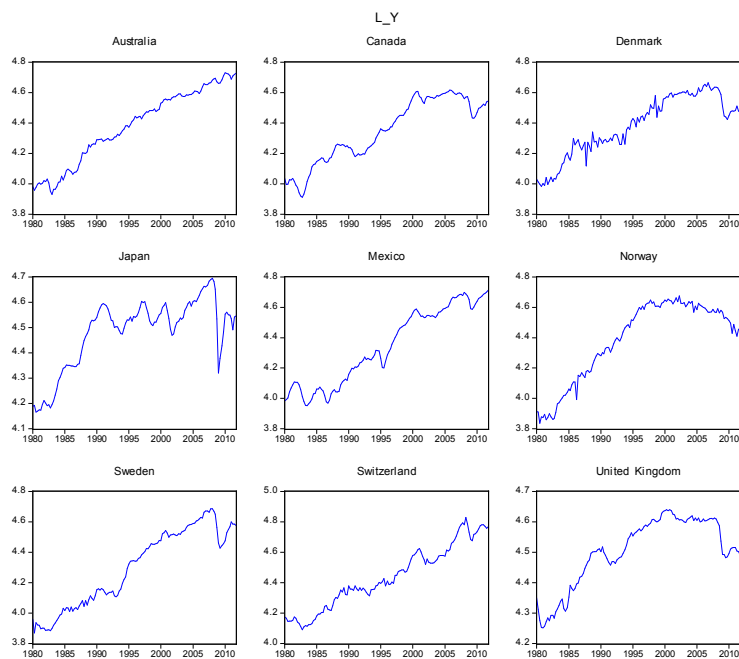 L_Y
Australia Canada Denmark
4.8 4.8 4.8
4.6 4.6 4.6
4.4 4.4 4.4
4.2 4.2 4.2
4.0 4.0 4.0
3.8 3.8 3.8
1980 1985 1990 1995 2000 2005 2010 1980 1985 1990 1995 2000 2005 2010 1980 1985 1990 1995 2000 2005 2010
Japan Mexico Norway
4.7 4.8 4.8
4.6 4.6 4.6
4.5 4.4 4.4
4.4 4.2 4.2
4.3 4.0 4.0
4.2 3.8 3.8
4.1
1980 1985 1990 1995 2000 2005 2010 1980 1985 1990 1995 2000 2005 2010 1980 1985 1990 1995 2000 2005 2010
Sweden Switzerland United Kingdom
4.8 5.0 4.7
4.6 4.8 4.6
4.4 4.6 4.5
4.2 4.4 4.4
4.0 4.2 4.3
3.8 4.0 4.2
1980 1985 1990 1995 2000 2005 2010 1980 1985 1990 1995 2000 2005 2010 1980 1985 1990 1995 2000 2005 2010